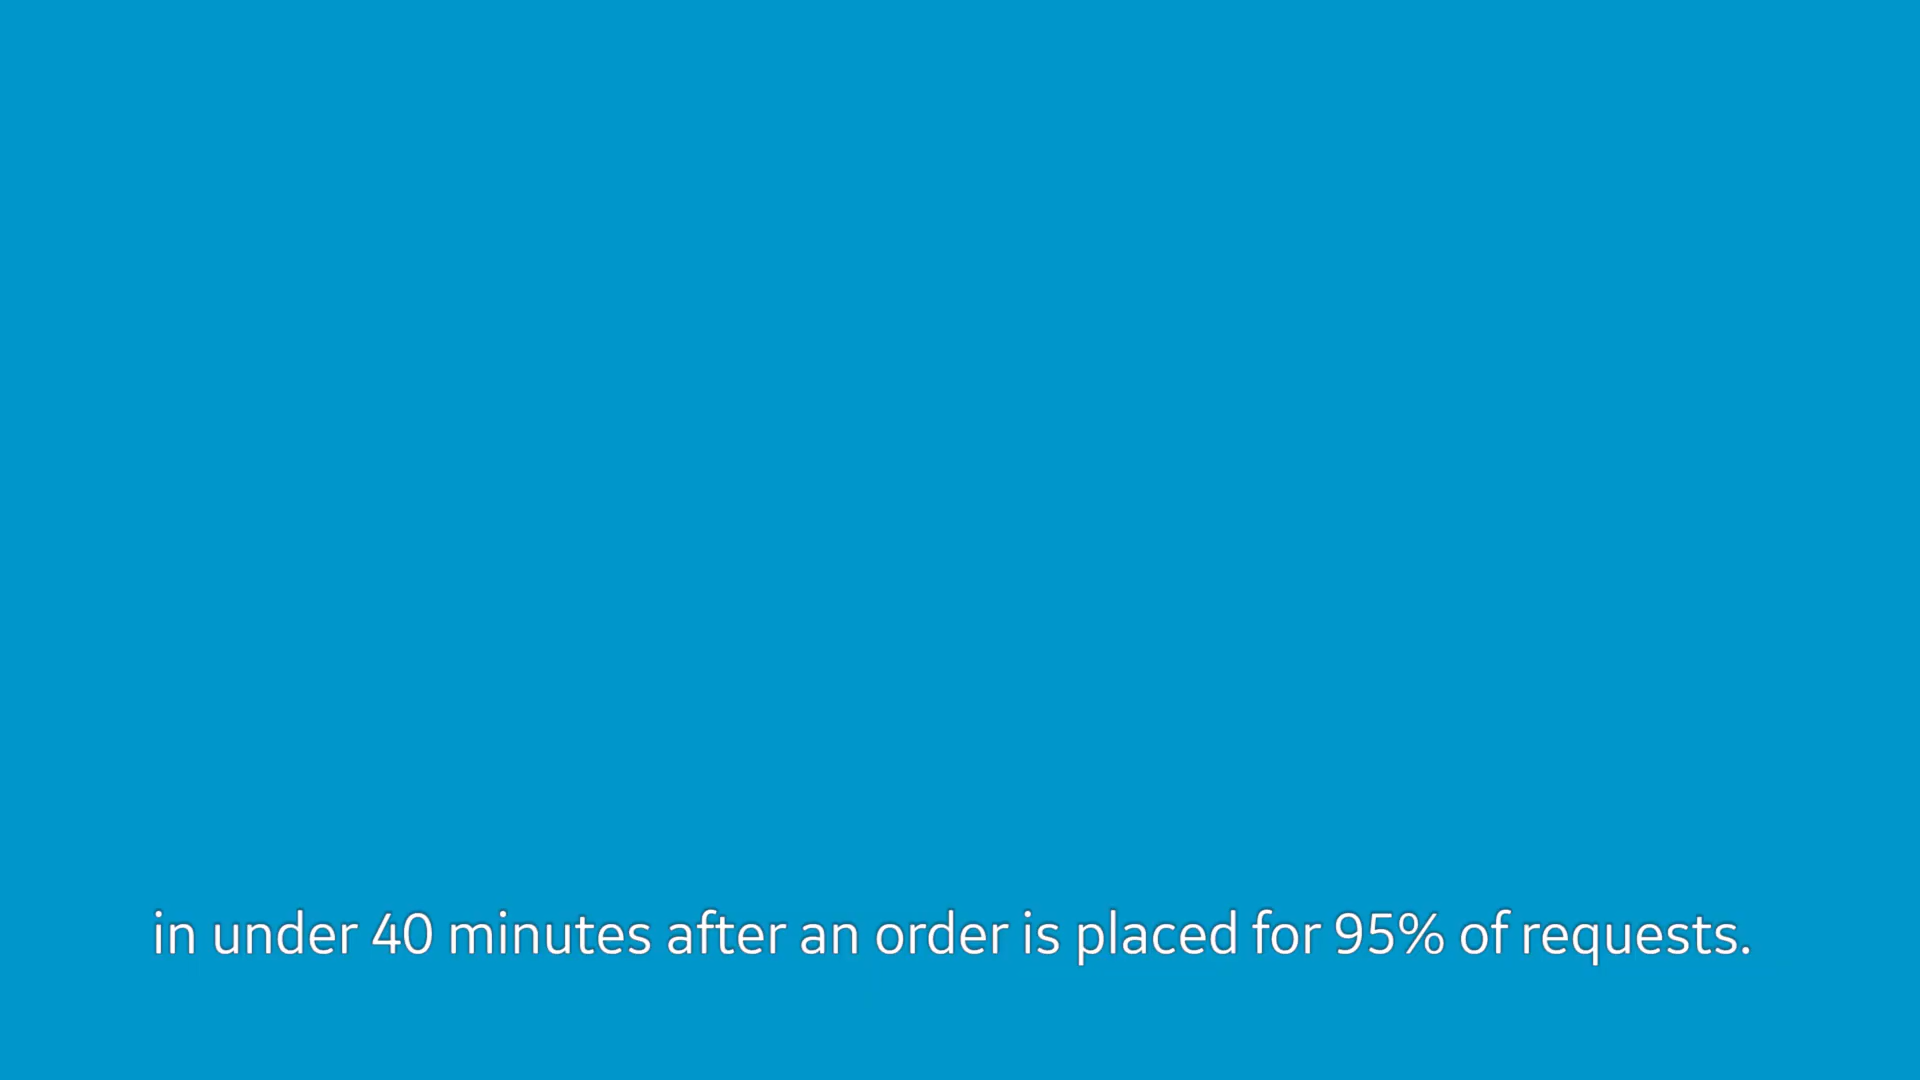 in under 40 minutes after an order is placed for 95% of requests.